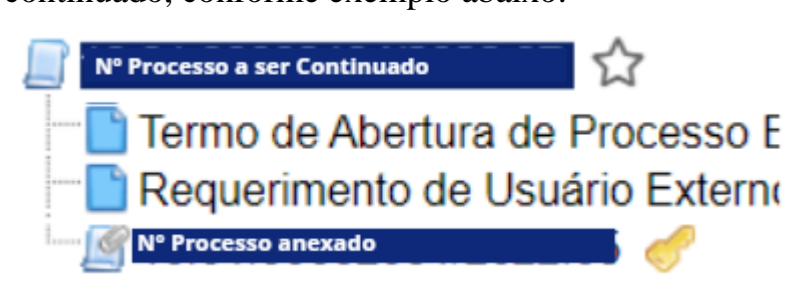 continuado, conforme exemplo abaixo:
Nº Processo a ser Continuado
Termo de Abertura de Processo
Requerimento de Usuário Externo
Nº Processo anexado